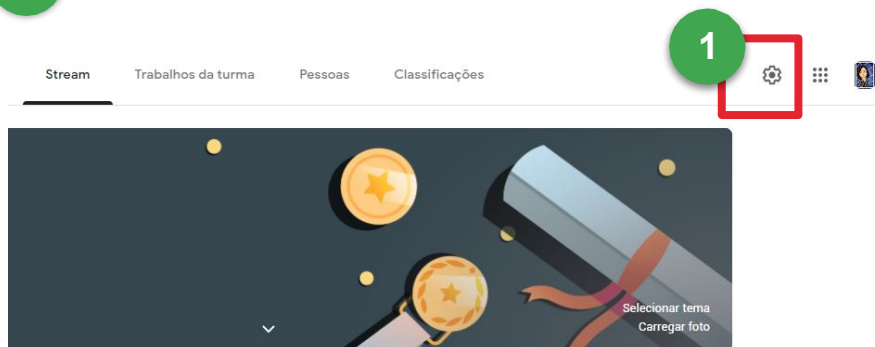 1
Stream Trabalhos da turma Pessoas Classificações
Selecionar tema
Carregar foto